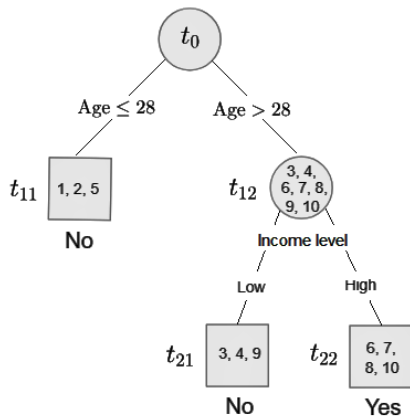 t₀
Age ≤ 28
Age > 28
t₁₁
1, 2, 5
No
t₁₂
3, 4,
6, 7, 8,
9, 10
Income level
Low
High
t₂₁
3, 4, 9
No
t₂₂
6, 7,
8, 10
Yes